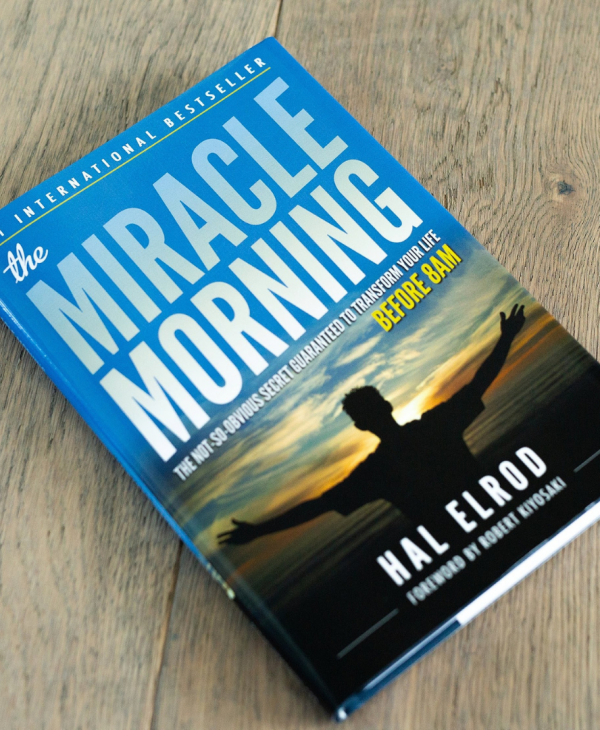 INTERNATIONAL BESTSELLER
the
MIRACLE
MORNING
THE NOT-SO-OBVIOUS SECRET GUARANTEED TO TRANSFORM YOUR LIFE
BEFORE 8AM
HAL ELROD
FOREWORD BY ROBERT KIYOSAKI